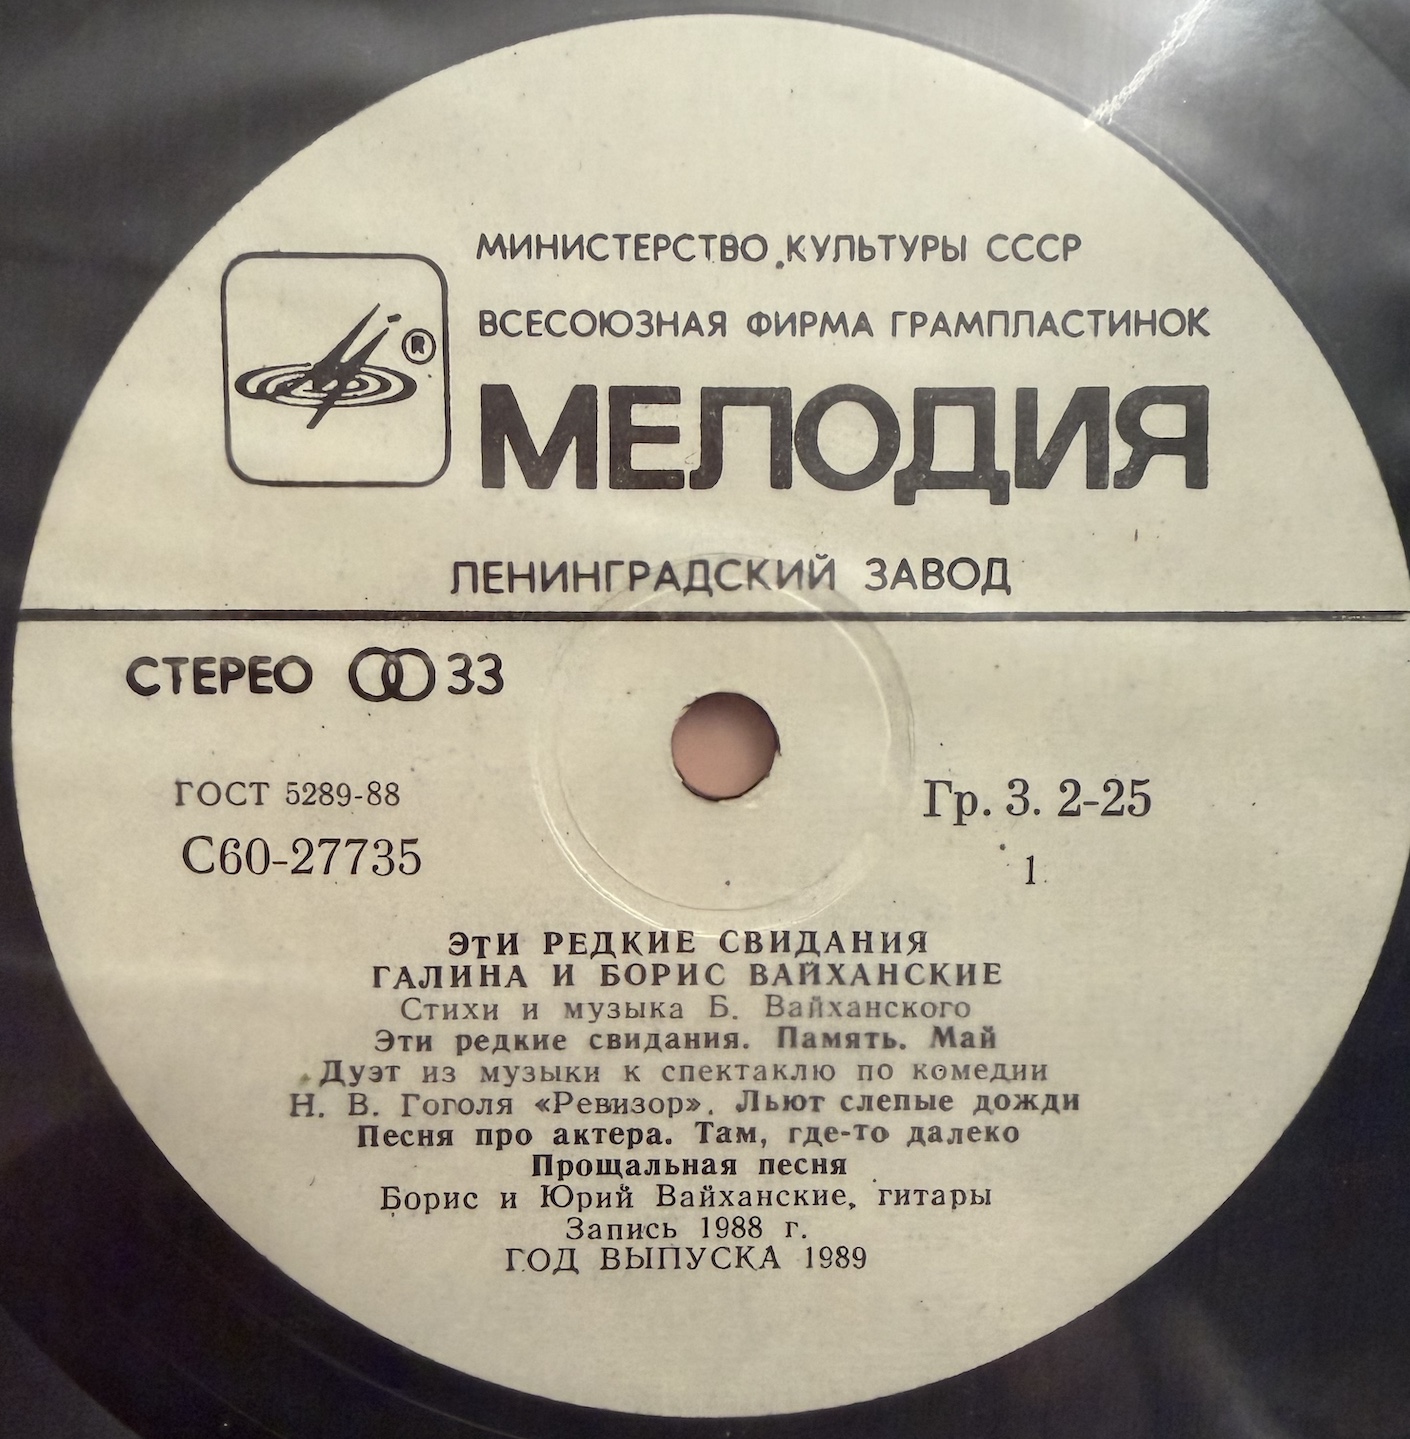 МИНИСТЕРСТВО КУЛЬТУРЫ СССР
ВСЕСОЮЗНАЯ ФИРМА ГРАМПЛАСТИНОК
®
МЕЛОДИЯ
ЛЕНИНГРАДСКИЙ ЗАВОД
СТЕРЕО 33
ГОСТ 5289-88
Гр. 3. 2-25
С60-27735
1
ЭТИ РЕДКИЕ СВИДАНИЯ
ГАЛИНА И БОРИС ВАЙХАНСКИЕ
Стихи и музыка Б. Вайханского
Эти редкие свидания. Память. Май
Дуэт из музыки к спектаклю по комедии
Н. В. Гоголя «Ревизор». Льют слепые дожди
Песня про актера. Там, где-то далеко
Прощальная песня
Борис и Юрий Вайханские, гитары
Запись 1988 г.
ГОД ВЫПУСКА 1989